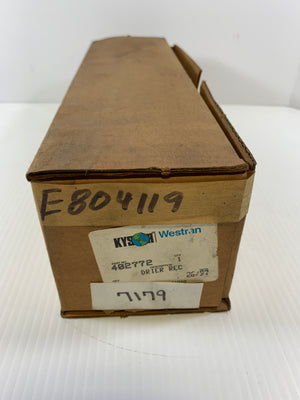 E804119
KYSOR Westran
402772 1
DRIER REC
7179